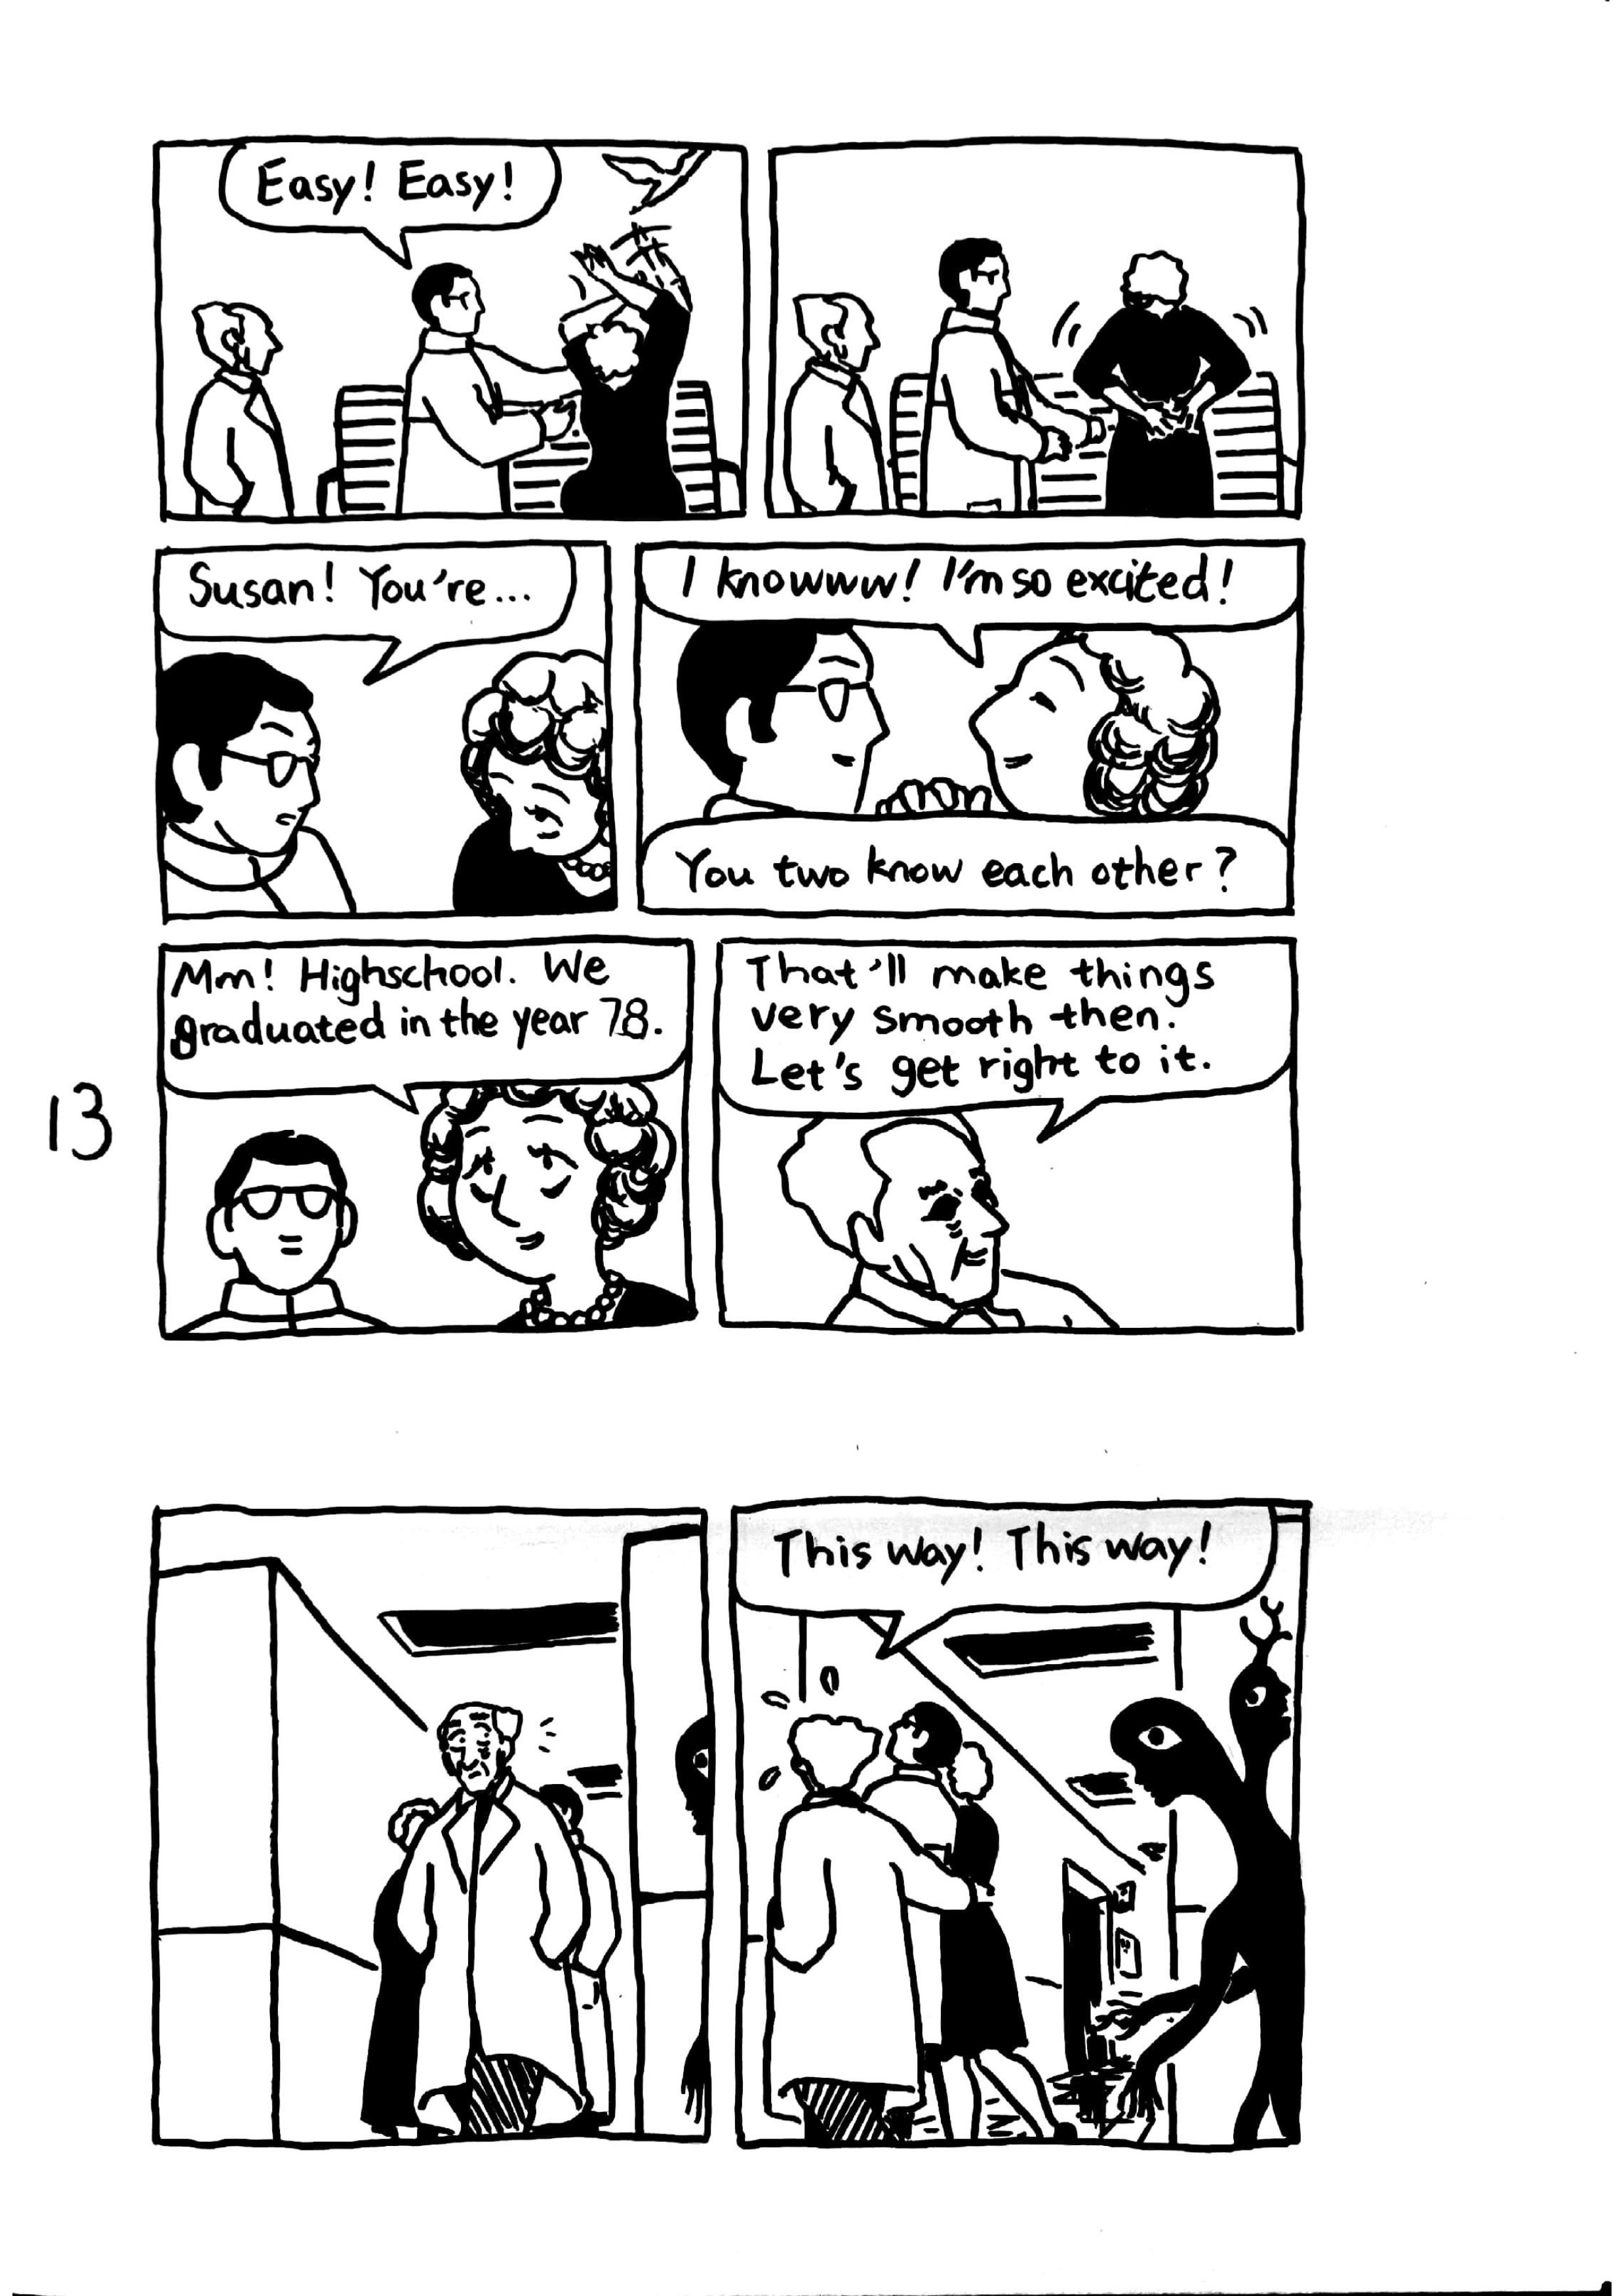 Easy! Easy!
Susan! You're...
I knowww! I'm so excited!
You two know each other?
Mm! Highschool. We
graduated in the year 78.
That'll make things
very smooth then.
Let's get right to it.
13
This way! This way!